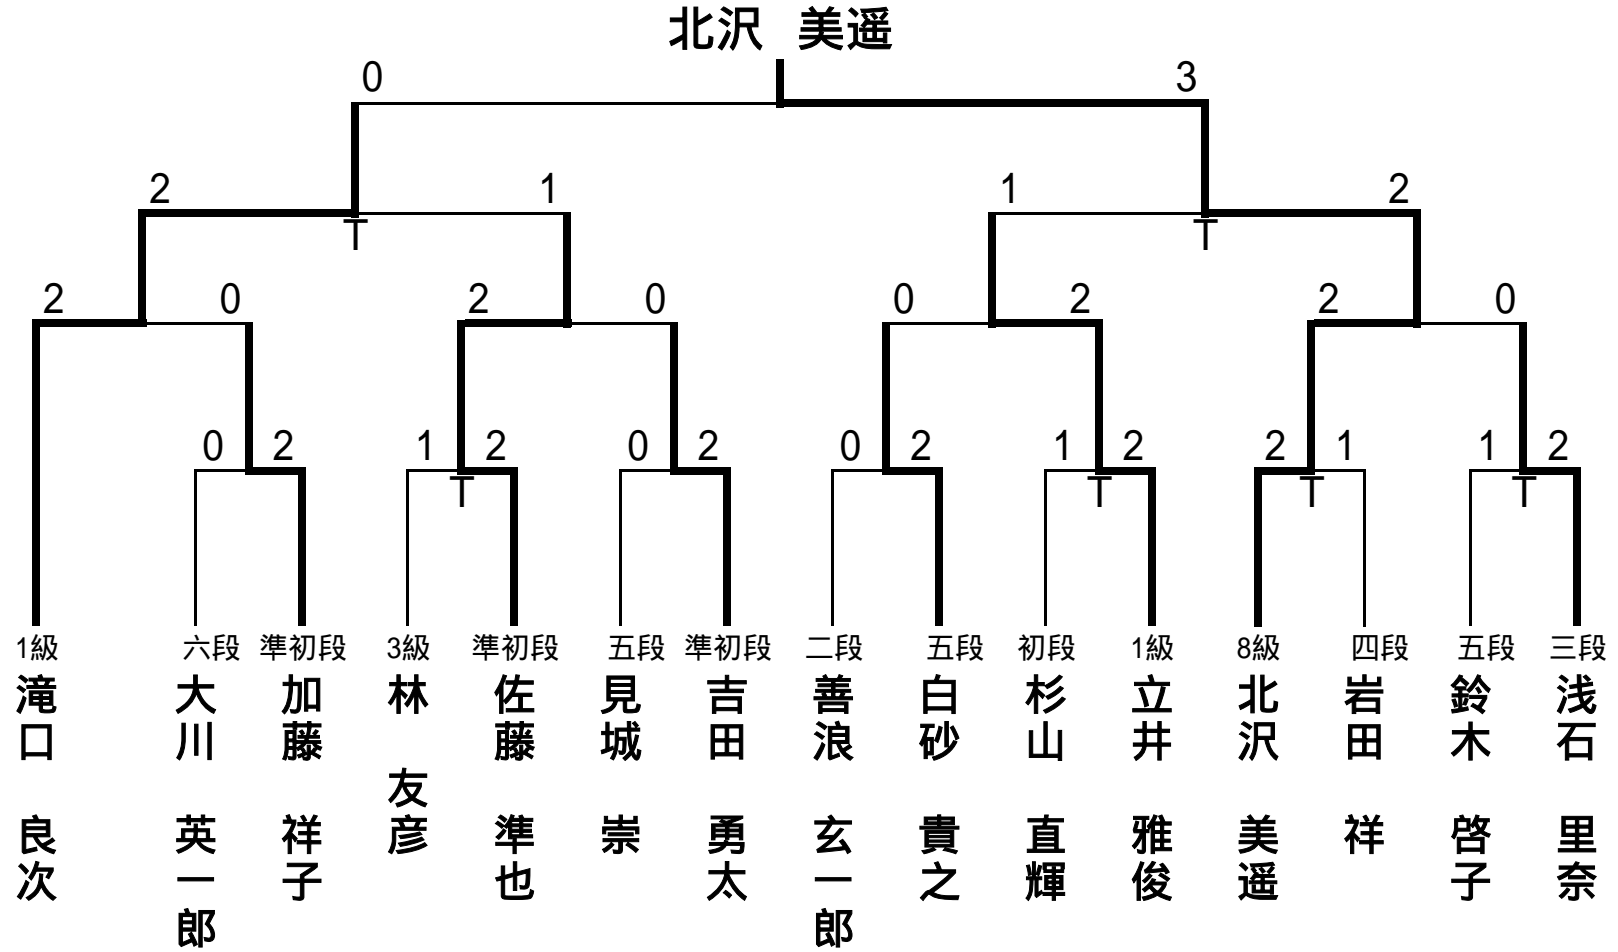 北沢 美遥
0 3
2 1 1 2
T T
2 0 2 0 0 2 2 0
0 2 1 2 0 2 0 2 1 2 2 1 1 2
T T T T
1級 六段 準初段 3級 準初段 五段 準初段 二段 五段 初段 1級 8級 四段 五段 三段
滝口 良次
大川 英一郎
加藤 祥子
林 友彦
佐藤 準也
見城 崇
吉田 勇太
善浪 玄一郎
白砂 貴之
杉山 直輝
立井 雅俊
北沢 美遥
岩田 祥
鈴木 啓子
浅石 里奈